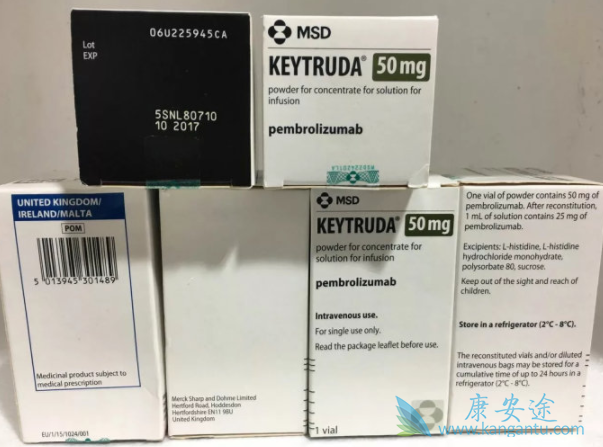 06U225945CA
Lot
EXP
5SNL80710
10 2017
MSD
KEYTRUDA® 50 mg
powder for concentrate for solution for
infusion
pembrolizumab
UNITED KINGDOM/
IRELAND/MALTA
POM
5 013945 301489
Medicinal product subject to
medical prescription
EU/1/15/1024/001
Merck Sharp and Dohme Limited
Hertford Road, Hoddesdon
Hertfordshire EN11 9BU
United Kingdom
MSD
KEYTRUDA® 50 mg
powder for concentrate for
solution for infusion
pembrolizumab
Intravenous use.
For single use only.
Read the package leaflet before use.
1 vial
One vial of powder contains 50 mg of
pembrolizumab. After reconstitution,
1 mL of solution contains 25 mg of
pembrolizumab.
Excipients: L-histidine, L-histidine
hydrochloride monohydrate,
polysorbate 80, sucrose.
Keep out of the sight and reach of
children.
Store in a refrigerator (2°C - 8°C).
The reconstituted vials and/or diluted
intravenous bags may be stored for a
cumulative time of up to 24 hours in a
refrigerator (2°C - 8°C).
康安途
www.kangantu.com